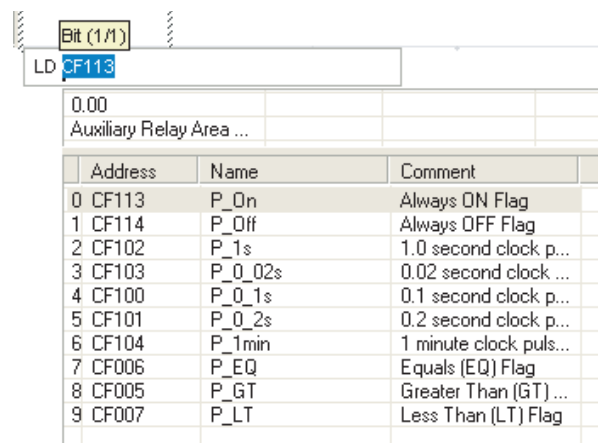 Bit (1/1)
LD CF113
0.00
Auxiliary Relay Area ...
Address Name Comment
0 CF113 P_On Always ON Flag
1 CF114 P_Off Always OFF Flag
2 CF102 P_1s 1.0 second clock p...
3 CF103 P_0_02s 0.02 second clock ...
4 CF100 P_0_1s 0.1 second clock p...
5 CF101 P_0_2s 0.2 second clock p...
6 CF104 P_1min 1 minute clock puls...
7 CF006 P_EQ Equals (EQ) Flag
8 CF005 P_GT Greater Than (GT) ...
9 CF007 P_LT Less Than (LT) Flag